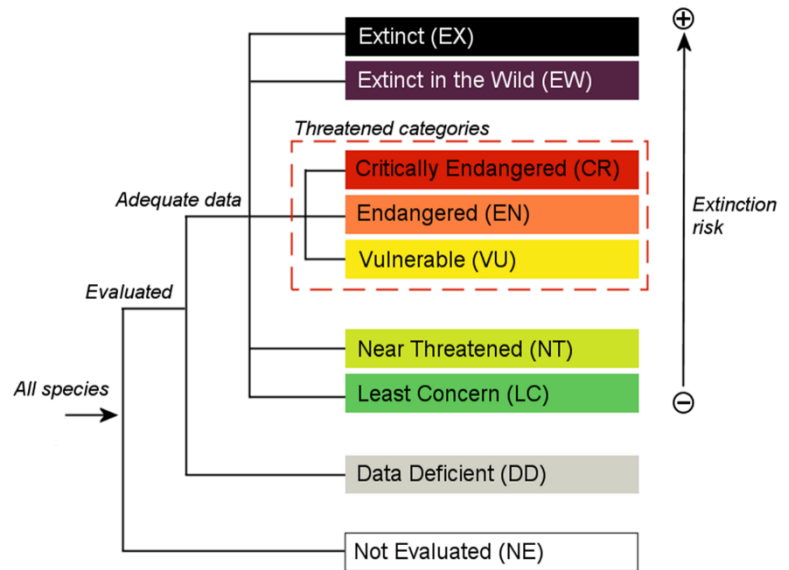 Extinct (EX)
Extinct in the Wild (EW)
Threatened categories
Critically Endangered (CR)
Adequate data
Endangered (EN)
Extinction
risk
Vulnerable (VU)
Evaluated
Near Threatened (NT)
All species
Least Concern (LC)
Data Deficient (DD)
Not Evaluated (NE)